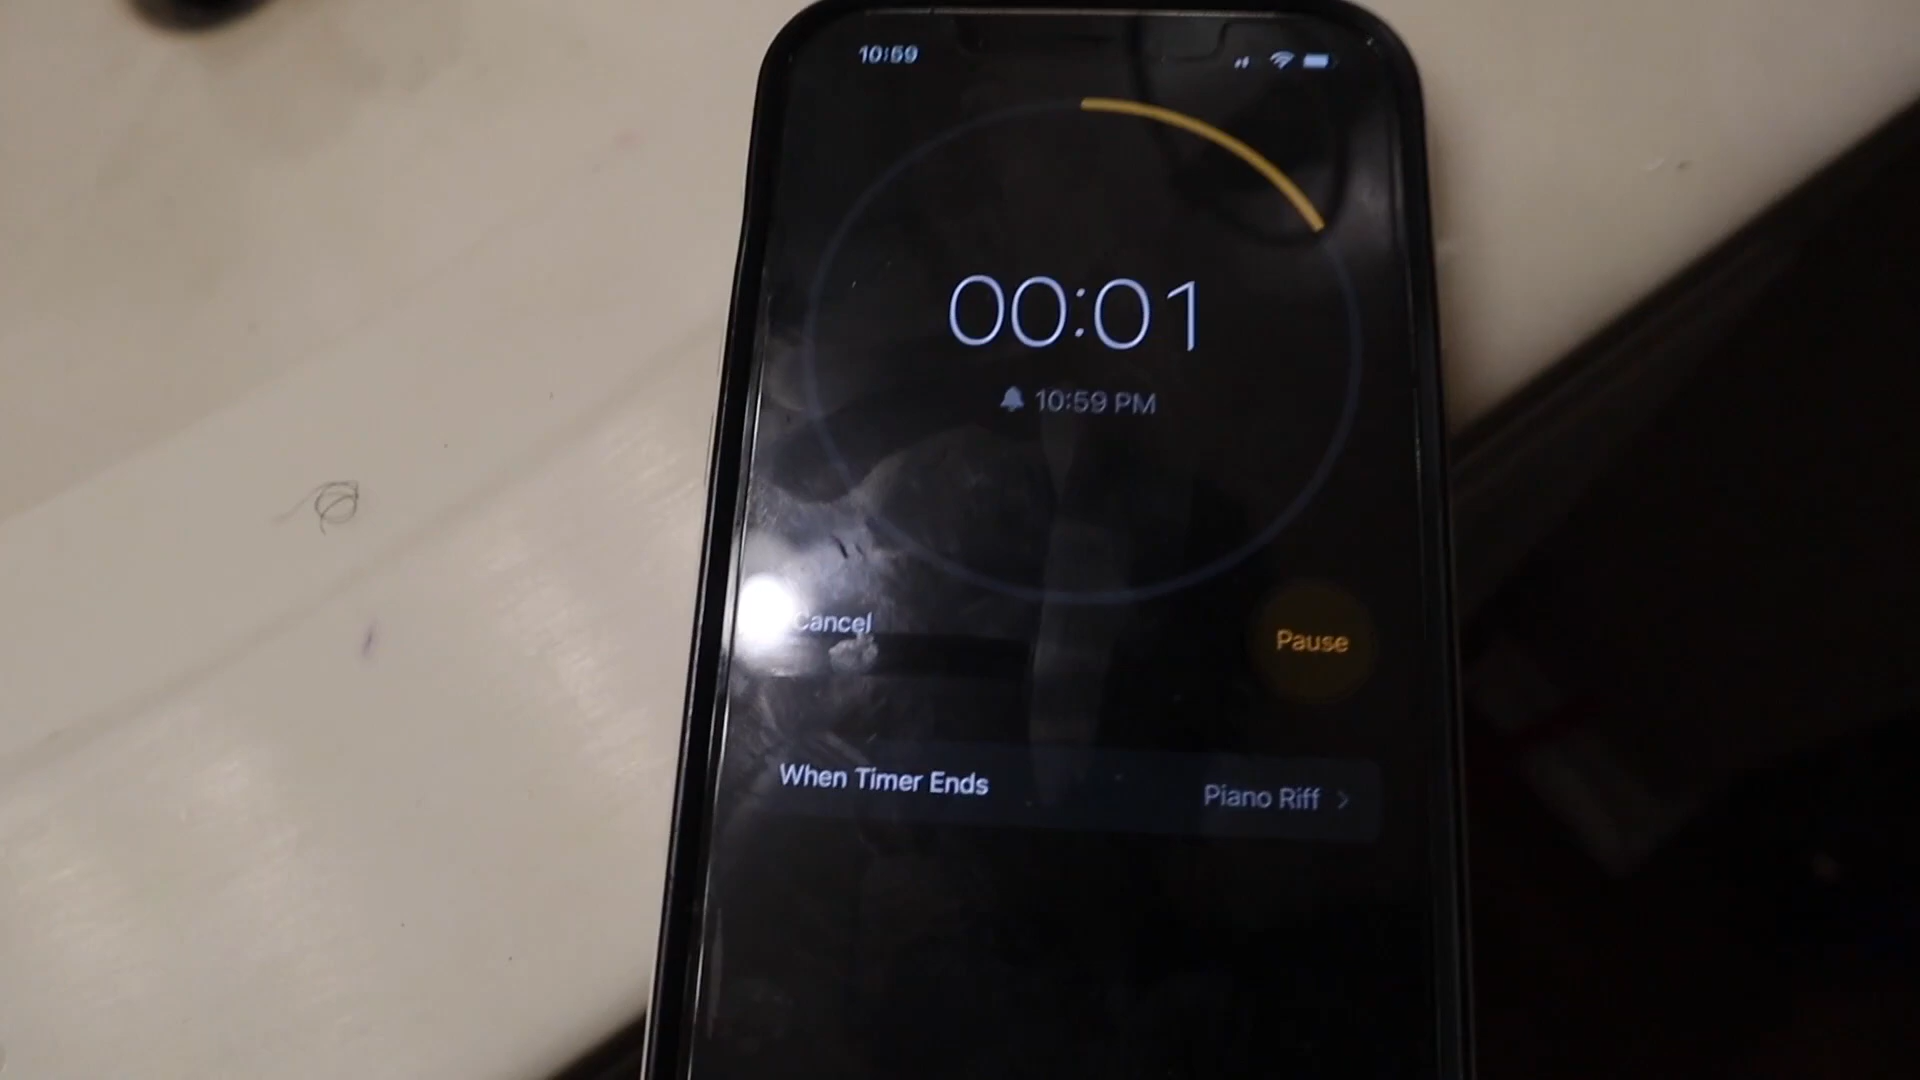 10:59
00:01
10:59 PM
Cancel
Pause
When Timer Ends
Piano Riff